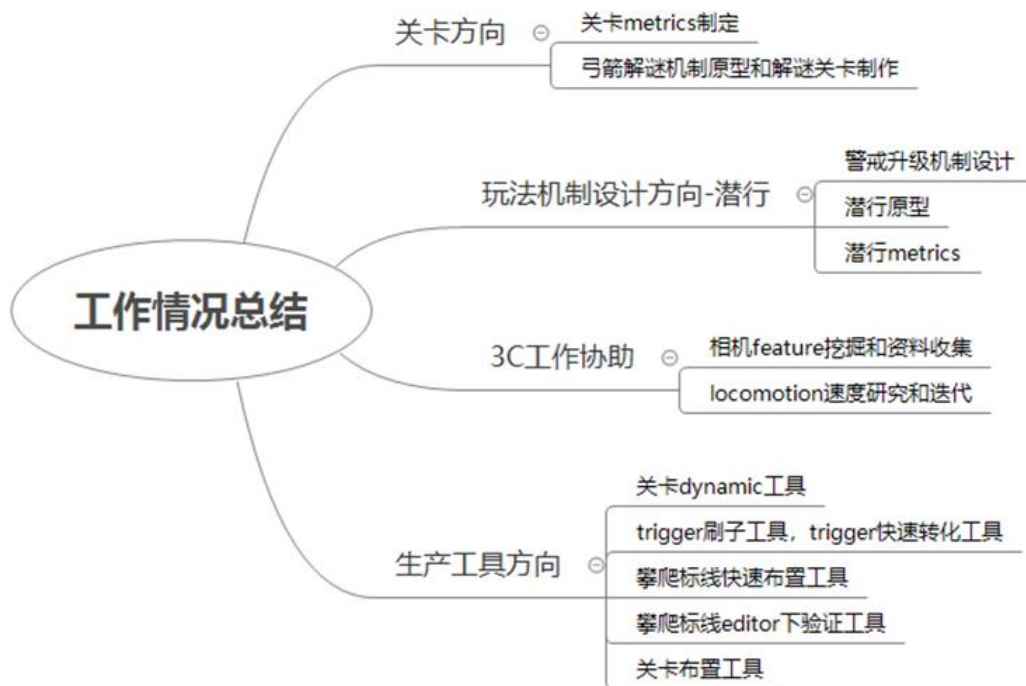 工作情况总结
关卡方向
关卡metrics制定
弓箭解谜机制原型和解谜关卡制作
玩法机制设计方向-潜行
警戒升级机制设计
潜行原型
潜行metrics
3C工作协助
相机feature挖掘和资料收集
locomotion速度研究和迭代
生产工具方向
关卡dynamic工具
trigger刷子工具，trigger快速转化工具
攀爬标线快速布置工具
攀爬标线editor下验证工具
关卡布置工具